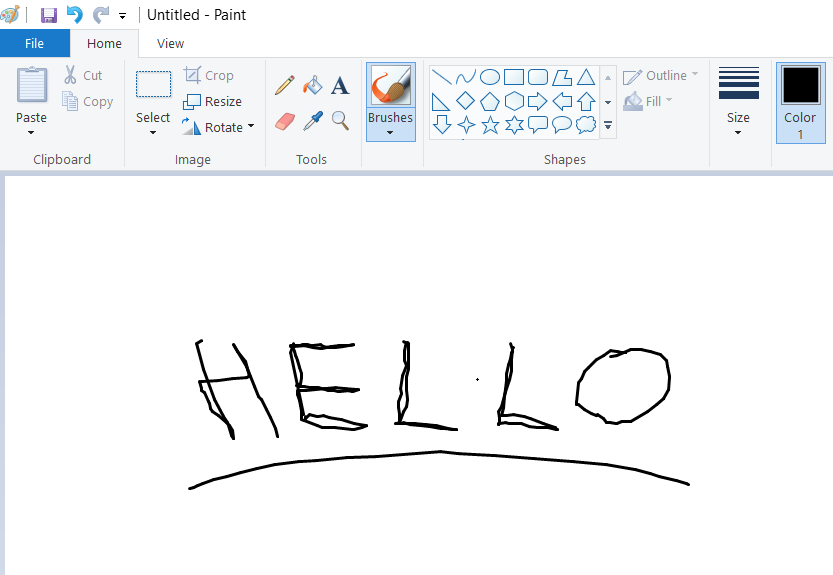 Untitled - Paint
File Home View
Cut
Copy
Paste
Clipboard
Select
Crop
Resize
Rotate
Image
A
Tools
Brushes
Shapes
Outline
Fill
Size
Color
1
HELLO